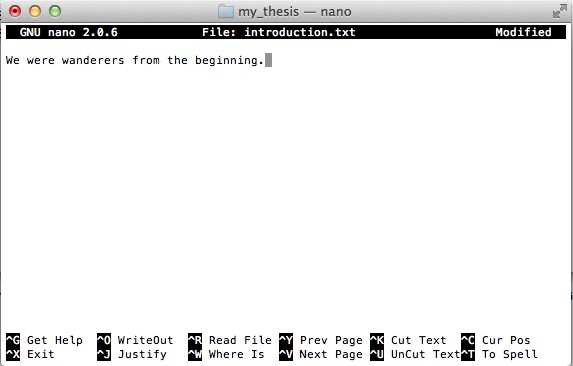 my_thesis — nano
GNU nano 2.0.6 File: introduction.txt Modified
We were wanderers from the beginning.
^G Get Help ^O WriteOut ^R Read File ^Y Prev Page ^K Cut Text ^C Cur Pos
^X Exit ^J Justify ^W Where Is ^V Next Page ^U UnCut Text ^T To Spell